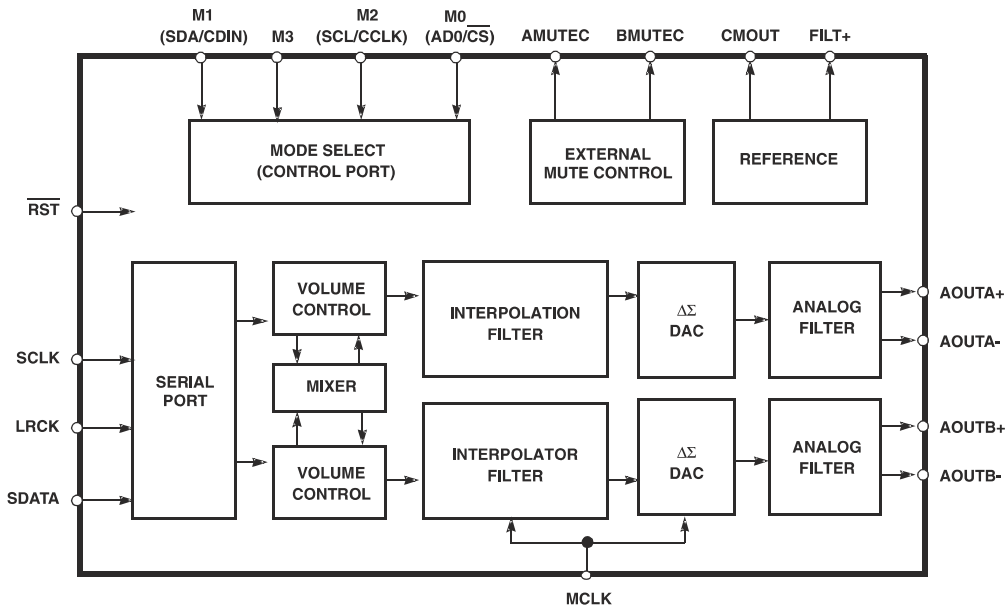 M1
(SDA/CDIN)
M3
M2
(SCL/CCLK)
M0
(AD0/CS)
AMUTEC
BMUTEC
CMOUT
FILT+
MODE SELECT
(CONTROL PORT)
EXTERNAL
MUTE CONTROL
REFERENCE
RST
SERIAL
PORT
VOLUME
CONTROL
MIXER
VOLUME
CONTROL
INTERPOLATION
FILTER
INTERPOLATOR
FILTER
ΔΣ
DAC
ΔΣ
DAC
ANALOG
FILTER
ANALOG
FILTER
SCLK
LRCK
SDATA
AOUTA+
AOUTA-
AOUTB+
AOUTB-
MCLK